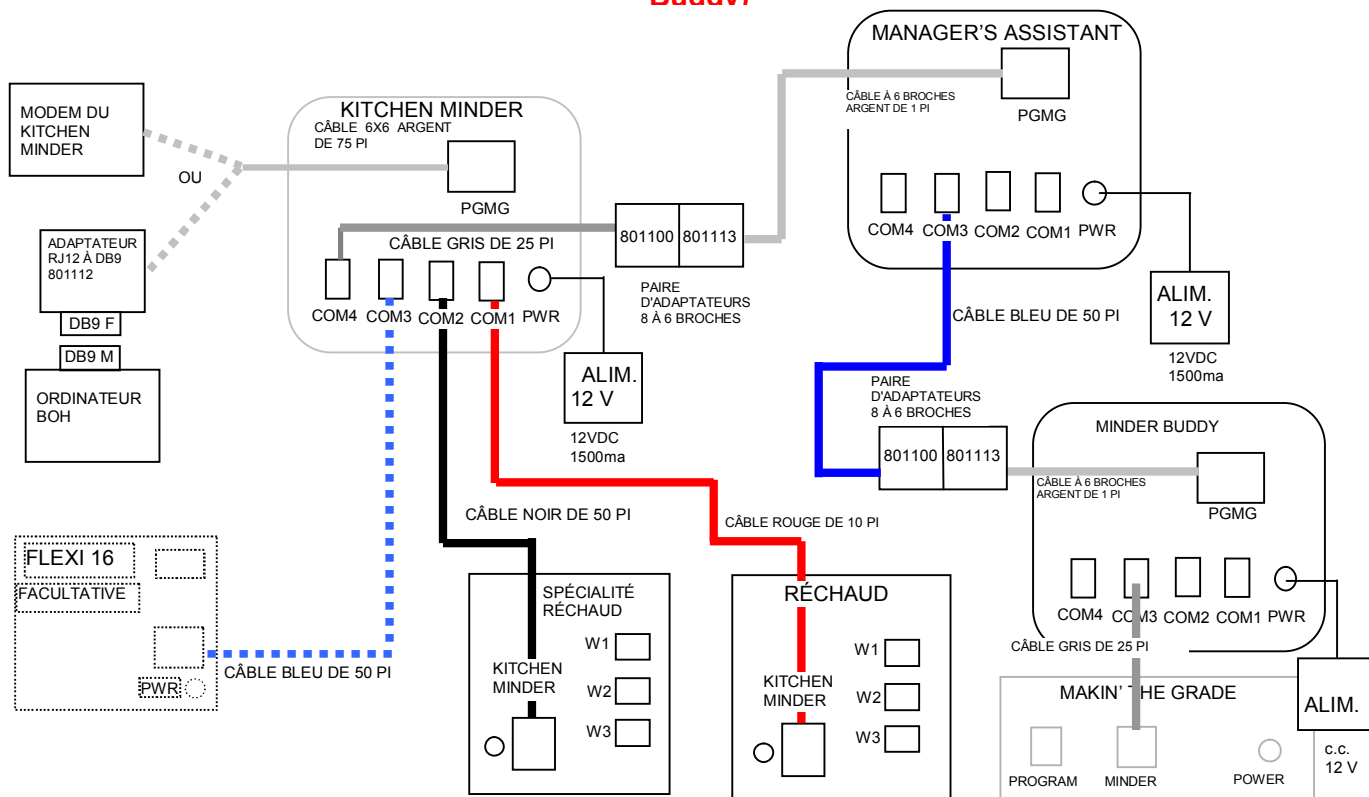 Buddy/
MODEM DU
KITCHEN
MINDER
OU
ADAPTATEUR
RJ12 À DB9
801112
DB9 F
DB9 M
ORDINATEUR
BOH
KITCHEN MINDER
CÂBLE 6X6 ARGENT
DE 75 PI
PGMG
CÂBLE GRIS DE 25 PI
COM4
COM3
COM2
COM1
PWR
ALIM.
12 V
12VDC
1500ma
801100
801113
PAIRE
D'ADAPTATEURS
8 À 6 BROCHES
MANAGER'S ASSISTANT
CÂBLE À 6 BROCHES
ARGENT DE 1 PI
PGMG
COM4
COM3
COM2
COM1
PWR
ALIM.
12 V
12VDC
1500ma
CÂBLE BLEU DE 50 PI
PAIRE
D'ADAPTATEURS
8 À 6 BROCHES
801100
801113
MINDER BUDDY
CÂBLE À 6 BROCHES
ARGENT DE 1 PI
PGMG
COM4
COM3
COM2
COM1
PWR
CÂBLE GRIS DE 25 PI
ALIM.
c.c.
12 V
MAKIN' THE GRADE
PROGRAM
MINDER
POWER
FLEXI 16
FACULTATIVE
PWR
CÂBLE BLEU DE 50 PI
CÂBLE NOIR DE 50 PI
SPÉCIALITÉ
RÉCHAUD
W1
W2
W3
KITCHEN
MINDER
CÂBLE ROUGE DE 10 PI
RÉCHAUD
W1
W2
W3
KITCHEN
MINDER